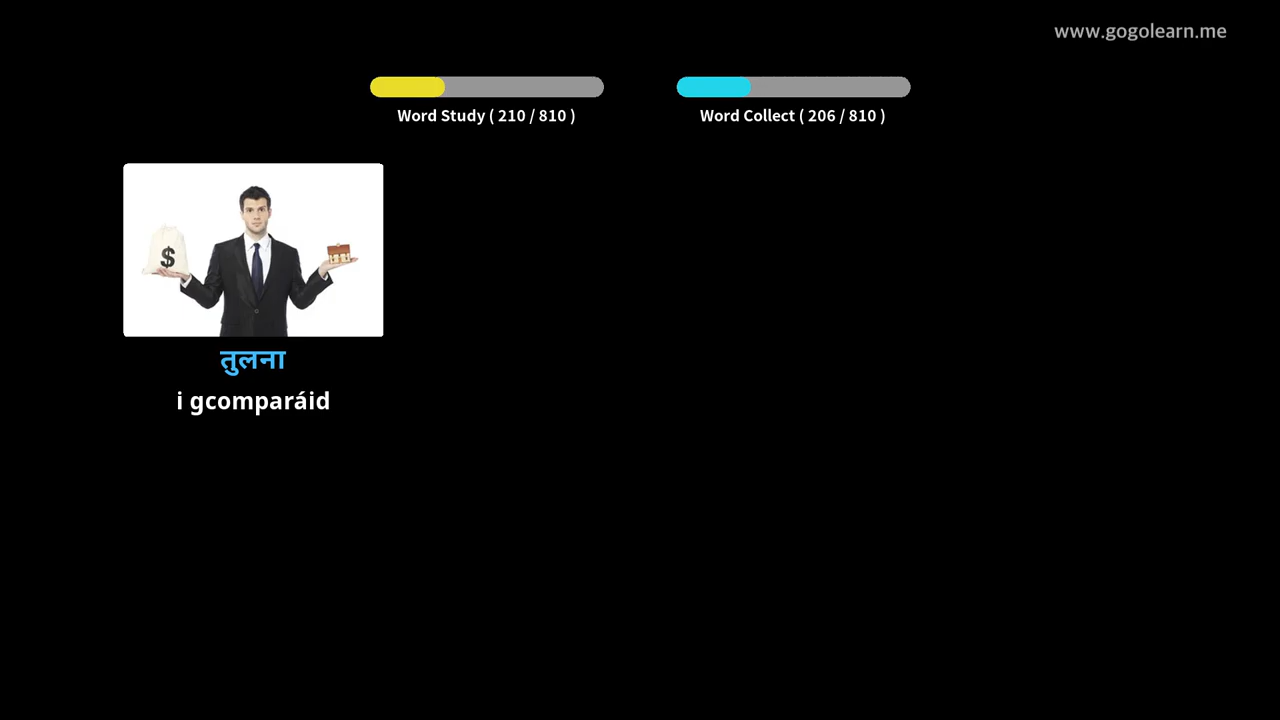 www.gogolearn.me
Word Study ( 210 / 810 )
Word Collect ( 206 / 810 )
$
तुलना
i gcomparáid